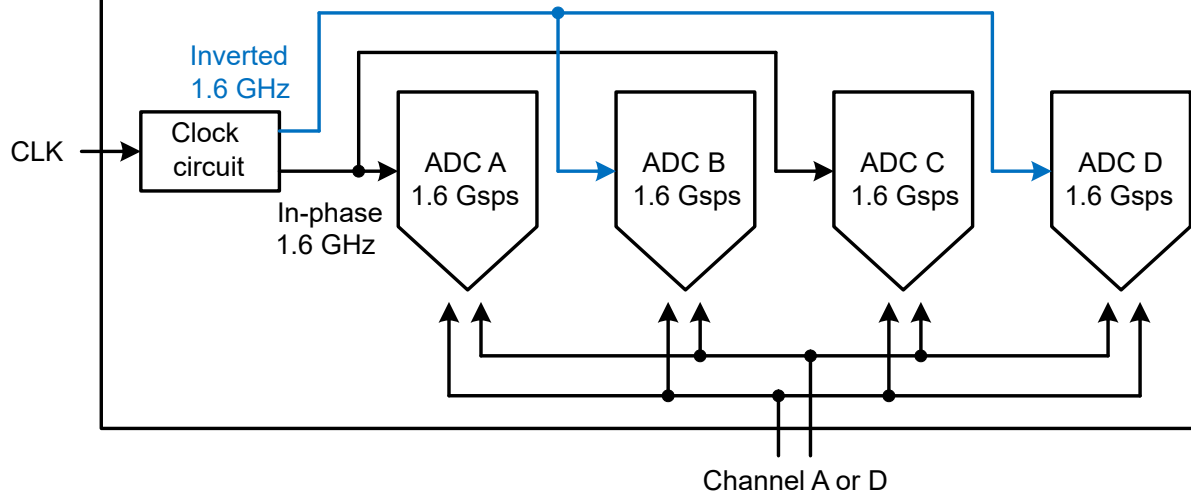 Inverted
1.6 GHz
CLK
Clock
circuit
In-phase
1.6 GHz
ADC A
1.6 Gsps
ADC B
1.6 Gsps
ADC C
1.6 Gsps
ADC D
1.6 Gsps
Channel A or D